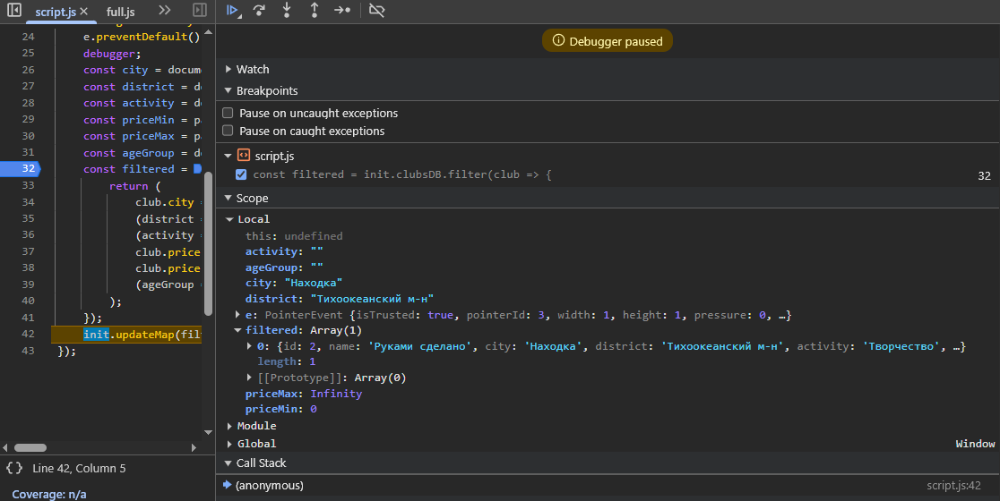 script.js
full.js
Debugger paused
24 e.preventDefault()
25 debugger;
26 const city = docum
27 const district = d
28 const activity = d
29 const priceMin = p
30 const priceMax = p
31 const ageGroup = d
32 const filtered =
33 return (
34 club.city
35 (district
36 (activity
37 club.price
38 club.price
39 (ageGroup
40 );
41 });
42 init.updateMap(fil
43 });
{} Line 42, Column 5
Coverage: n/a
Watch
Breakpoints
Pause on uncaught exceptions
Pause on caught exceptions
script.js
const filtered = init.clubsDB.filter(club => { 32
Scope
Local
this: undefined
activity: ""
ageGroup: ""
city: "Находка"
district: "Тихоокеанский м-н"
e: PointerEvent {isTrusted: true, pointerId: 3, width: 1, height: 1, pressure: 0, …}
filtered: Array(1)
0: {id: 2, name: 'Руками сделано', city: 'Находка', district: 'Тихоокеанский м-н', activity: 'Творчество', …}
length: 1
[[Prototype]]: Array(0)
priceMax: Infinity
priceMin: 0
Module
Global Window
Call Stack
(anonymous) script.js:42